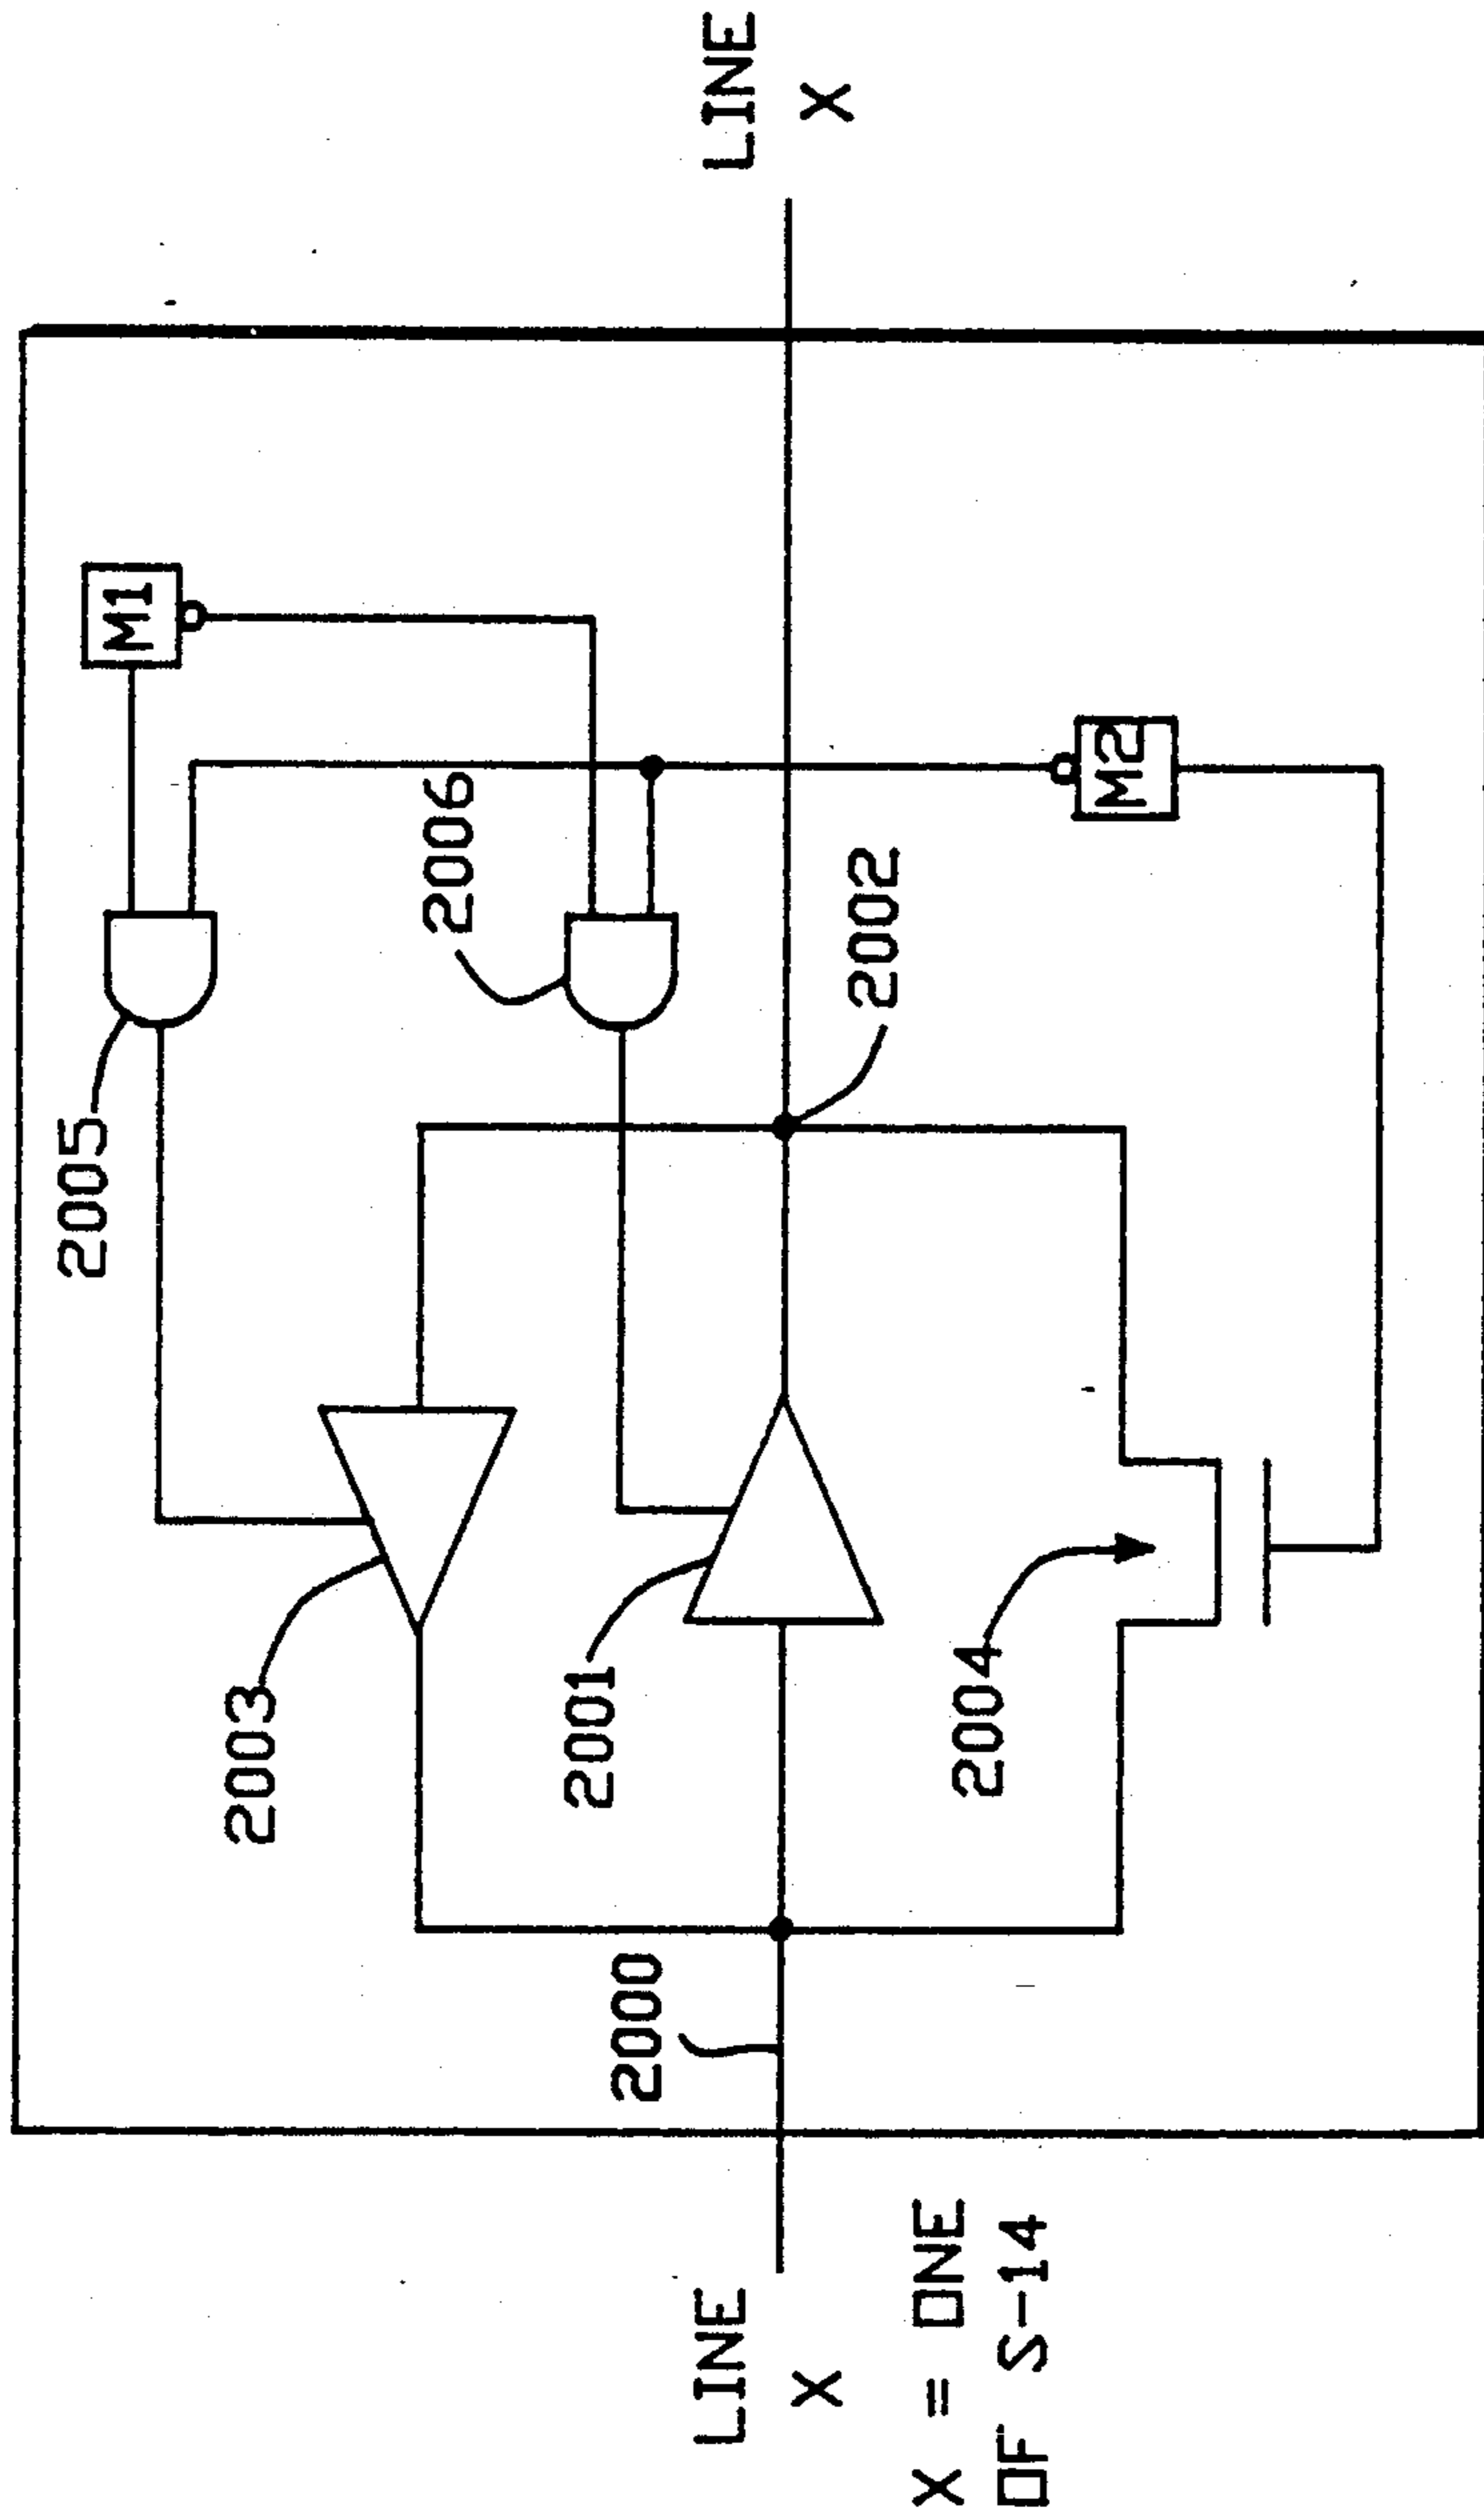 2005
M1
2003
2006
2001
2000
LINE
X
LINE
X
2002
2004
M2
X = ONE
OF S-14